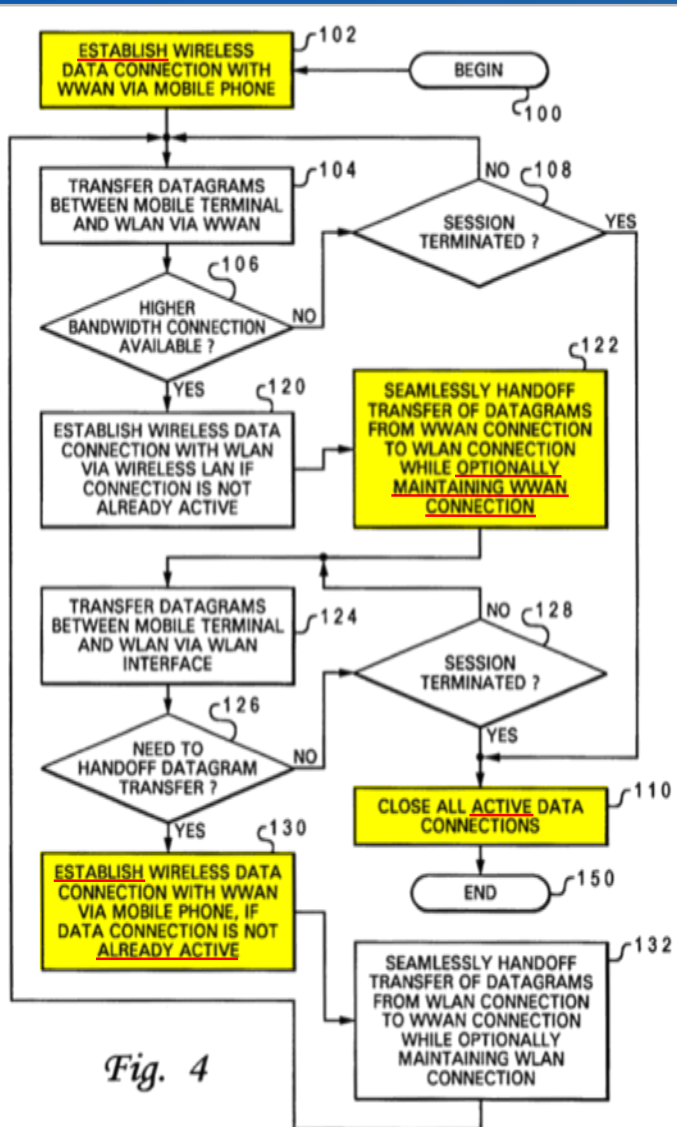 102
ESTABLISH WIRELESS
DATA CONNECTION WITH
WWAN VIA MOBILE PHONE
BEGIN
100
104
TRANSFER DATAGRAMS
BETWEEN MOBILE TERMINAL
AND WLAN VIA WWAN
NO
108
SESSION
TERMINATED ?
YES
106
HIGHER
BANDWIDTH CONNECTION
AVAILABLE ?
NO
YES
120
ESTABLISH WIRELESS DATA
CONNECTION WITH WLAN
VIA WIRELESS LAN IF
CONNECTION IS NOT
ALREADY ACTIVE
122
SEAMLESSLY HANDOFF
TRANSFER OF DATAGRAMS
FROM WWAN CONNECTION
TO WLAN CONNECTION
WHILE OPTIONALLY
MAINTAINING WWAN
CONNECTION
TRANSFER DATAGRAMS
BETWEEN MOBILE TERMINAL
AND WLAN VIA WLAN
INTERFACE
124
NO
128
SESSION
TERMINATED ?
YES
126
NEED TO
HANDOFF DATAGRAM
TRANSFER ?
NO
YES
110
CLOSE ALL ACTIVE DATA
CONNECTIONS
END
150
130
ESTABLISH WIRELESS DATA
CONNECTION WITH WWAN
VIA MOBILE PHONE, IF
DATA CONNECTION IS NOT
ALREADY ACTIVE
132
SEAMLESSLY HANDOFF
TRANSFER OF DATAGRAMS
FROM WLAN CONNECTION
TO WWAN CONNECTION
WHILE OPTIONALLY
MAINTAINING WLAN
CONNECTION
Fig. 4